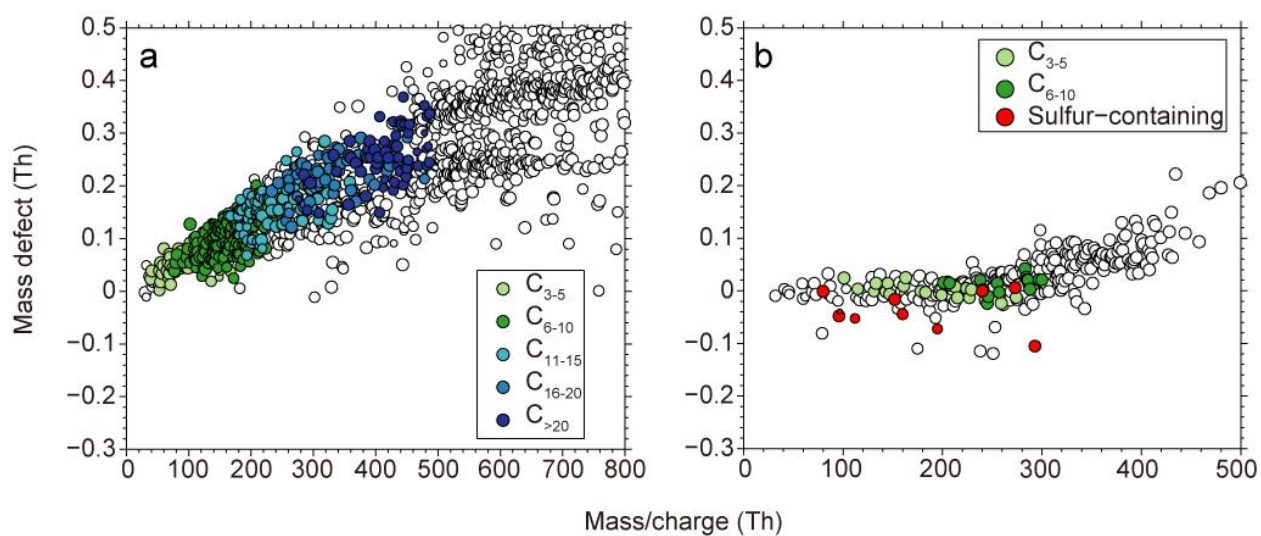 a
b
Mass defect (Th)
0.5
0.4
0.3
0.2
0.1
0
−0.1
−0.2
−0.3
0 100 200 300 400 500 600 700 800
C3-5
C6-10
C11-15
C16-20
C>20
0.5
0.4
0.3
0.2
0.1
0
−0.1
−0.2
−0.3
0 100 200 300 400 500
C3-5
C6-10
Sulfur−containing
Mass/charge (Th)